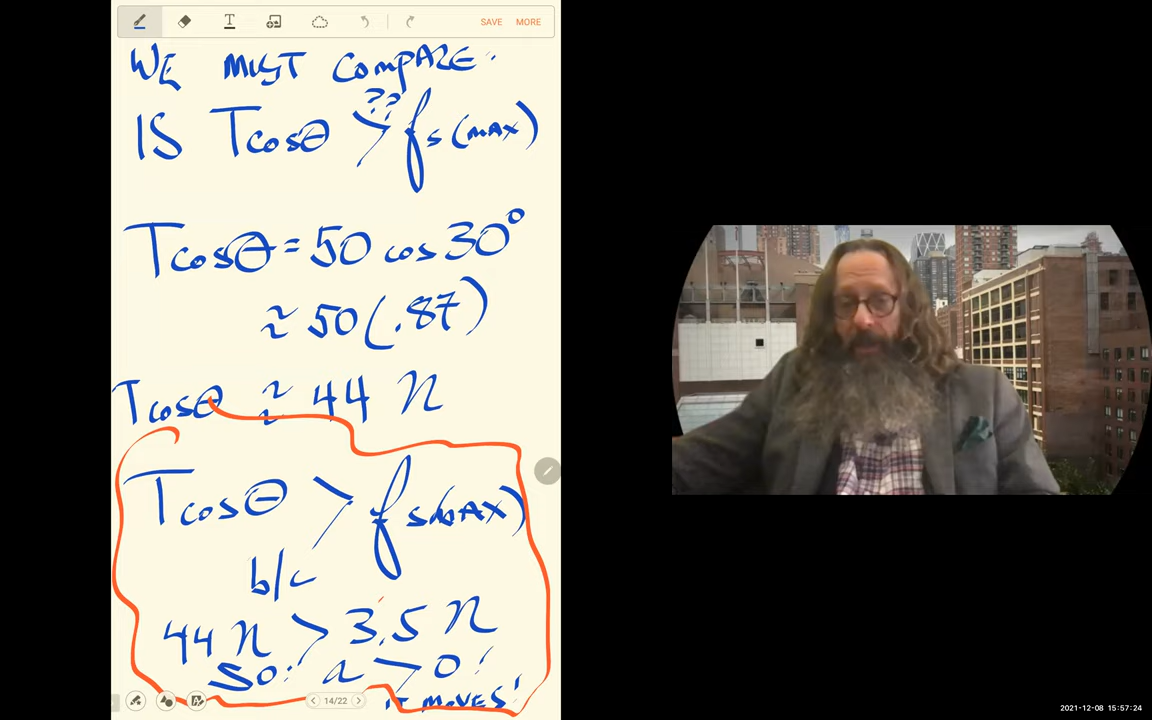 SAVE MORE
WE MUST COMPARE:
??
IS Tcosθ > fs(MAX)
Tcosθ = 50 cos 30°
≈ 50(.87)
Tcosθ ≈ 44 N
Tcosθ > fs(MAX)
b/c
44 N > 3.5 N
SO: a > 0!
IT MOVES!
14/22
2021-12-08 15:57:24